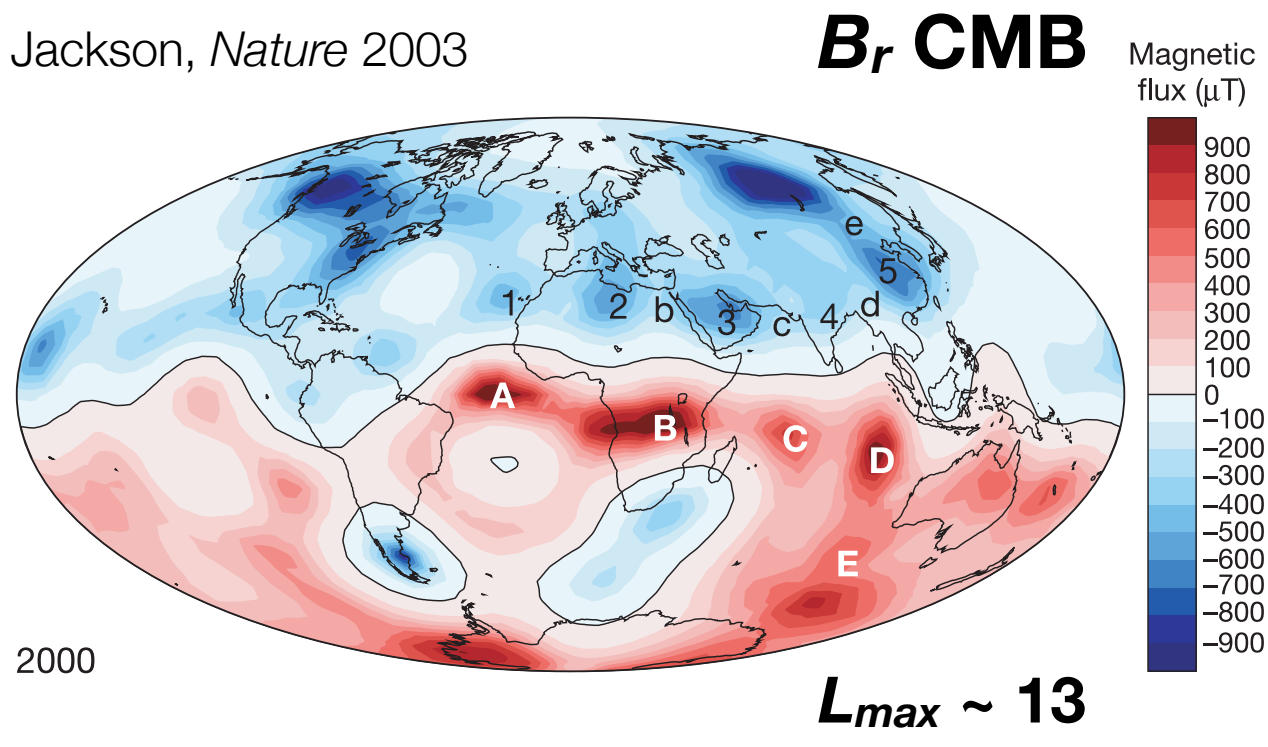 Jackson, Nature 2003
Br CMB
Magnetic
flux (μT)
900
800
700
600
500
400
300
200
100
0
−100
−200
−300
−400
−500
−600
−700
−800
−900
e
5
1
2
b
3
c
4
d
A
B
C
D
E
2000
Lmax ~ 13